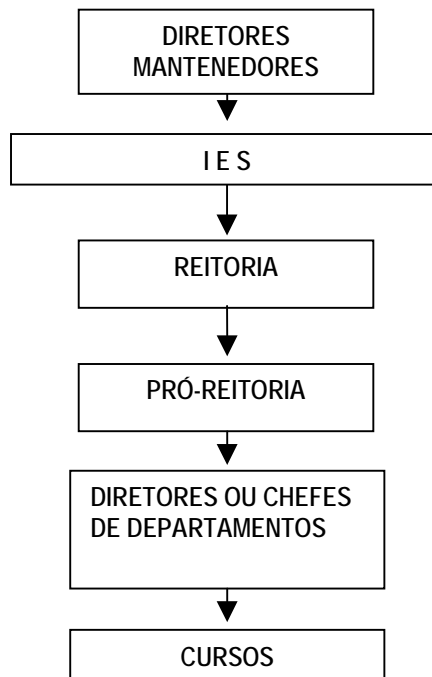 DIRETORES
MANTENEDORES
I E S
REITORIA
PRÓ-REITORIA
DIRETORES OU CHEFES
DE DEPARTAMENTOS
CURSOS